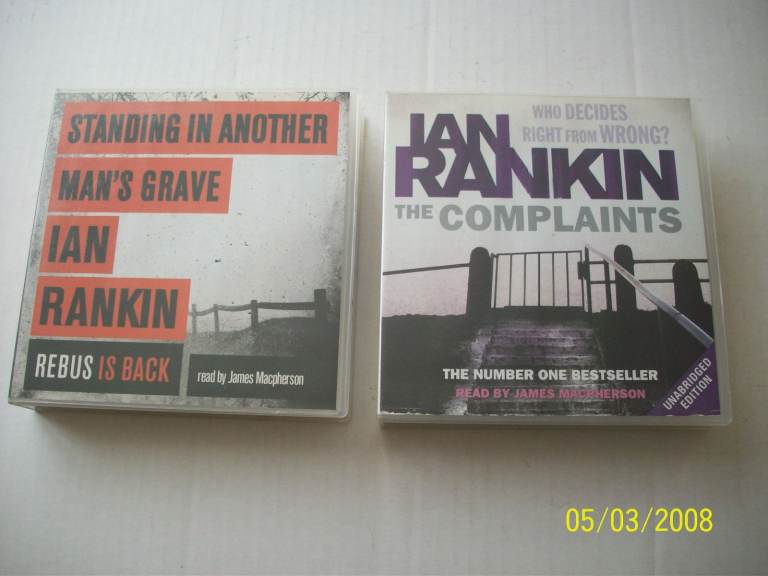 STANDING IN ANOTHER
MAN'S GRAVE
IAN
RANKIN
REBUS IS BACK
read by James Macpherson
WHO DECIDES
RIGHT FROM WRONG?
IAN
RANKIN
THE COMPLAINTS
THE NUMBER ONE BESTSELLER
READ BY JAMES MACPHERSON
UNABRIDGED
EDITION
05/03/2008